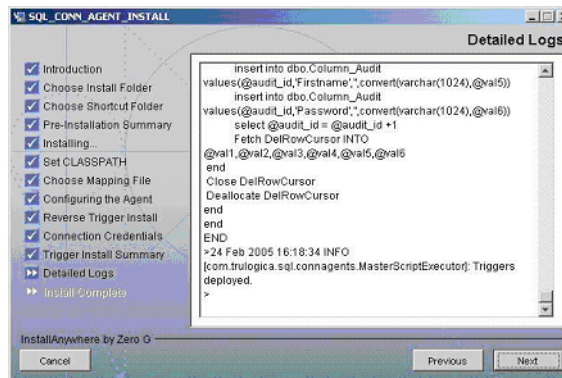 SQL_CONN_AGENT_INSTALL
Detailed Logs
Introduction
Choose Install Folder
Choose Shortcut Folder
Pre-Installation Summary
Installing...
Set CLASSPATH
Choose Mapping File
Configuring the Agent
Reverse Trigger Install
Connection Credentials
Trigger Install Summary
Detailed Logs
Install Complete
insert into dbo.Column_Audit
values(@audit_id,'Firstname','',convert(varchar(1024),@val5))
insert into dbo.Column_Audit
values(@audit_id,'Password','',convert(varchar(1024),@val6))
select @audit_id = @audit_id +1
Fetch DelRowCursor INTO
@val1,@val2,@val3,@val4,@val5,@val6
end
Close DelRowCursor
Deallocate DelRowCursor
end
end
END
>24 Feb 2005 16:18:34 INFO
[com.trulogica.sql.connagents.MasterScriptExecutor]: Triggers
deployed.
>
InstallAnywhere by Zero G
Cancel
Previous
Next